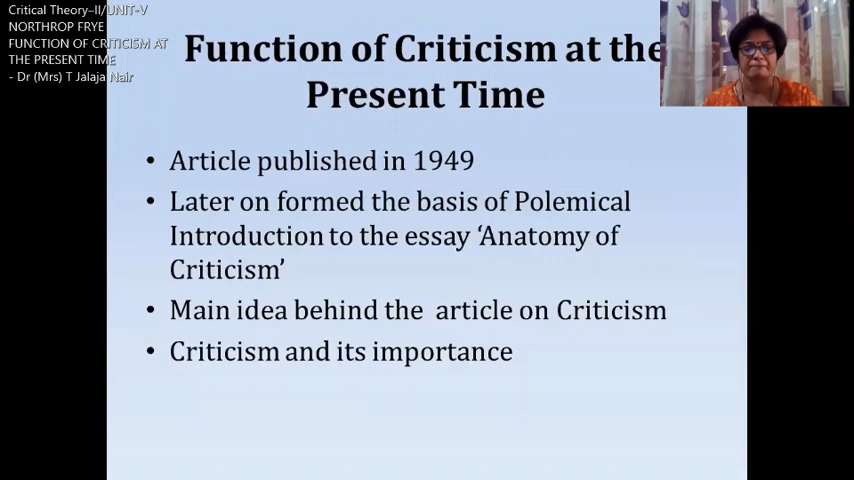 Critical Theory–II/UNIT-V
NORTHROP FRYE
FUNCTION OF CRITICISM AT
THE PRESENT TIME
- Dr (Mrs) T Jalaja Nair
Function of Criticism at the
Present Time
• Article published in 1949
• Later on formed the basis of Polemical
Introduction to the essay ‘Anatomy of
Criticism’
• Main idea behind the article on Criticism
• Criticism and its importance